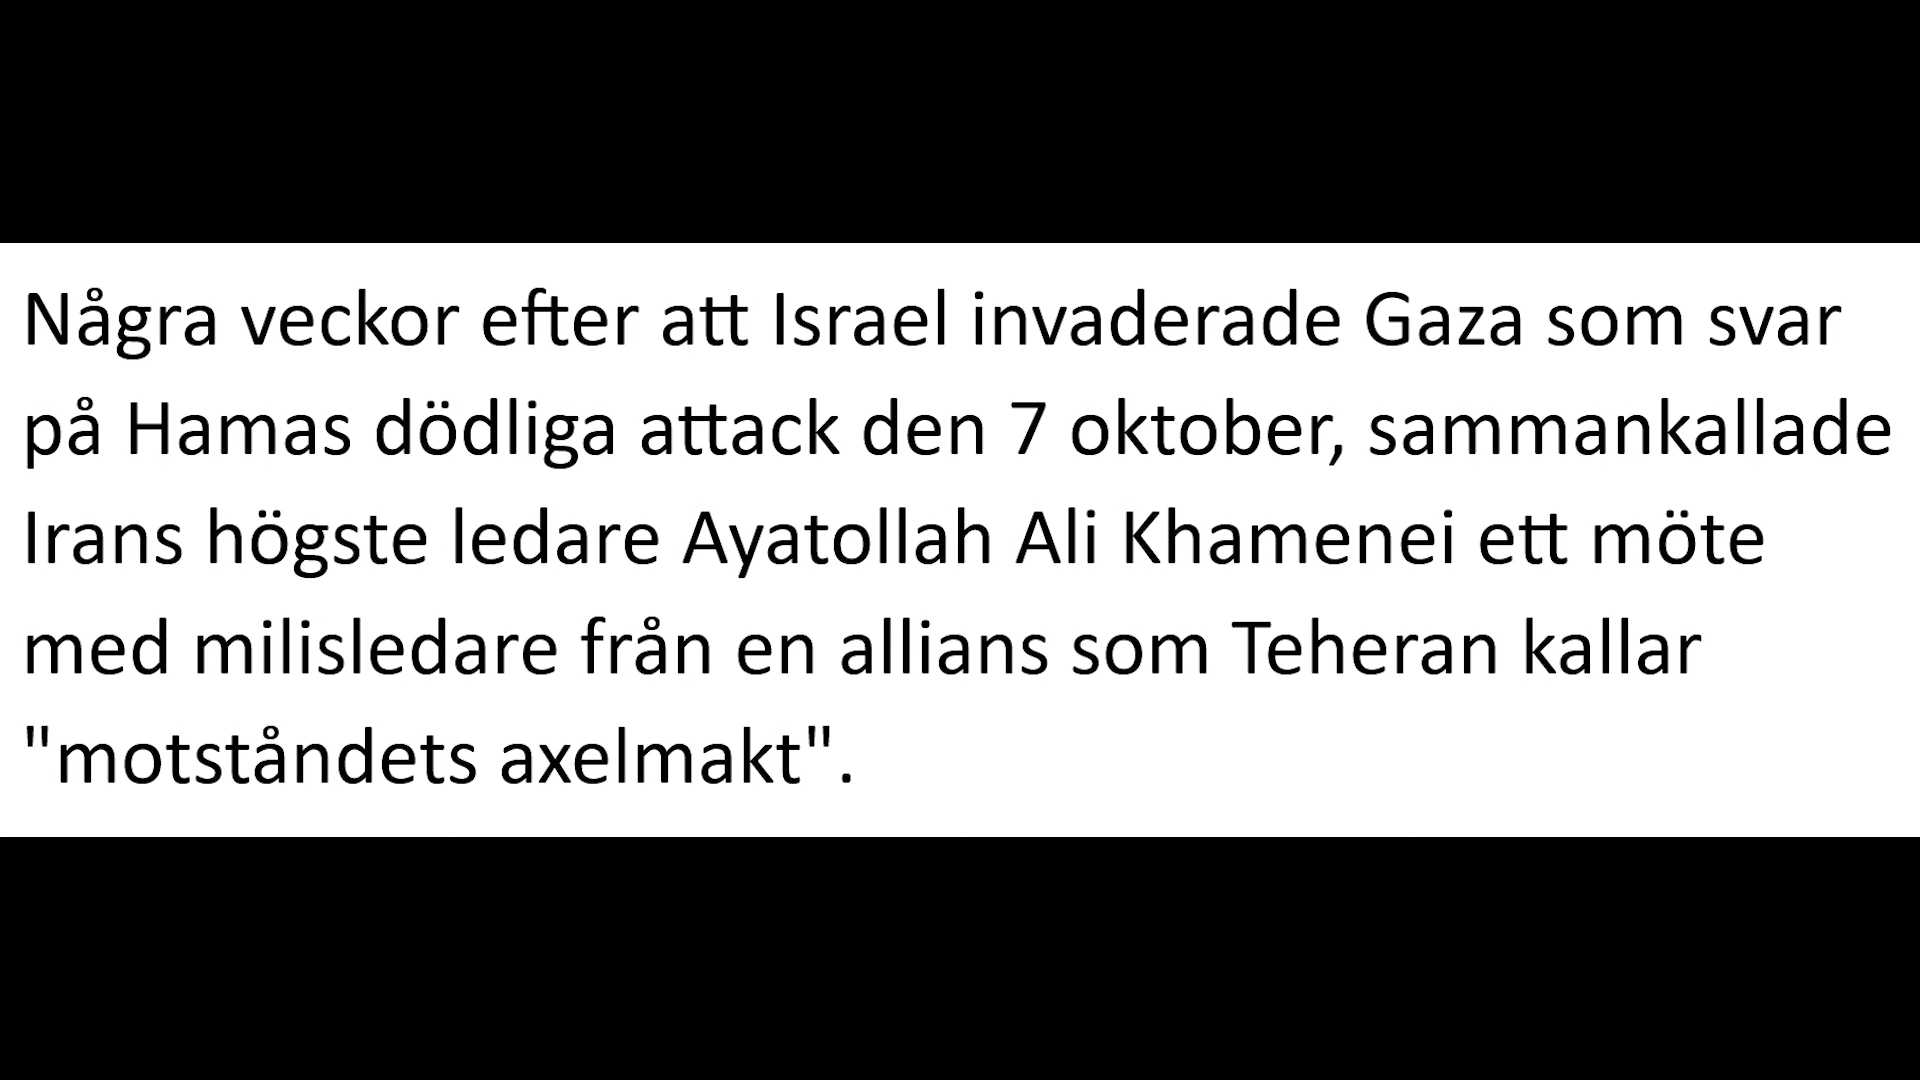 Några veckor efter att Israel invaderade Gaza som svar
på Hamas dödliga attack den 7 oktober, sammankallade
Irans högste ledare Ayatollah Ali Khamenei ett möte
med milisledare från en allians som Teheran kallar
"motståndets axelmakt".